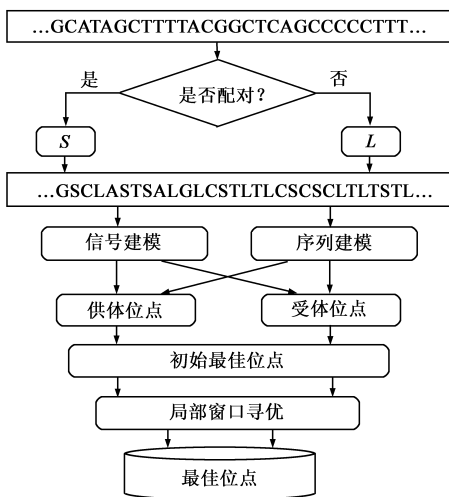 …GCATAGCTTTTACGGCTCAGCCCCCTTT…
是否配对?
是 否
S L
…GSCLASTSALGLCSTLTLCSCSCLTLTSTL…
信号建模 序列建模
供体位点 受体位点
初始最佳位点
局部窗口寻优
最佳位点